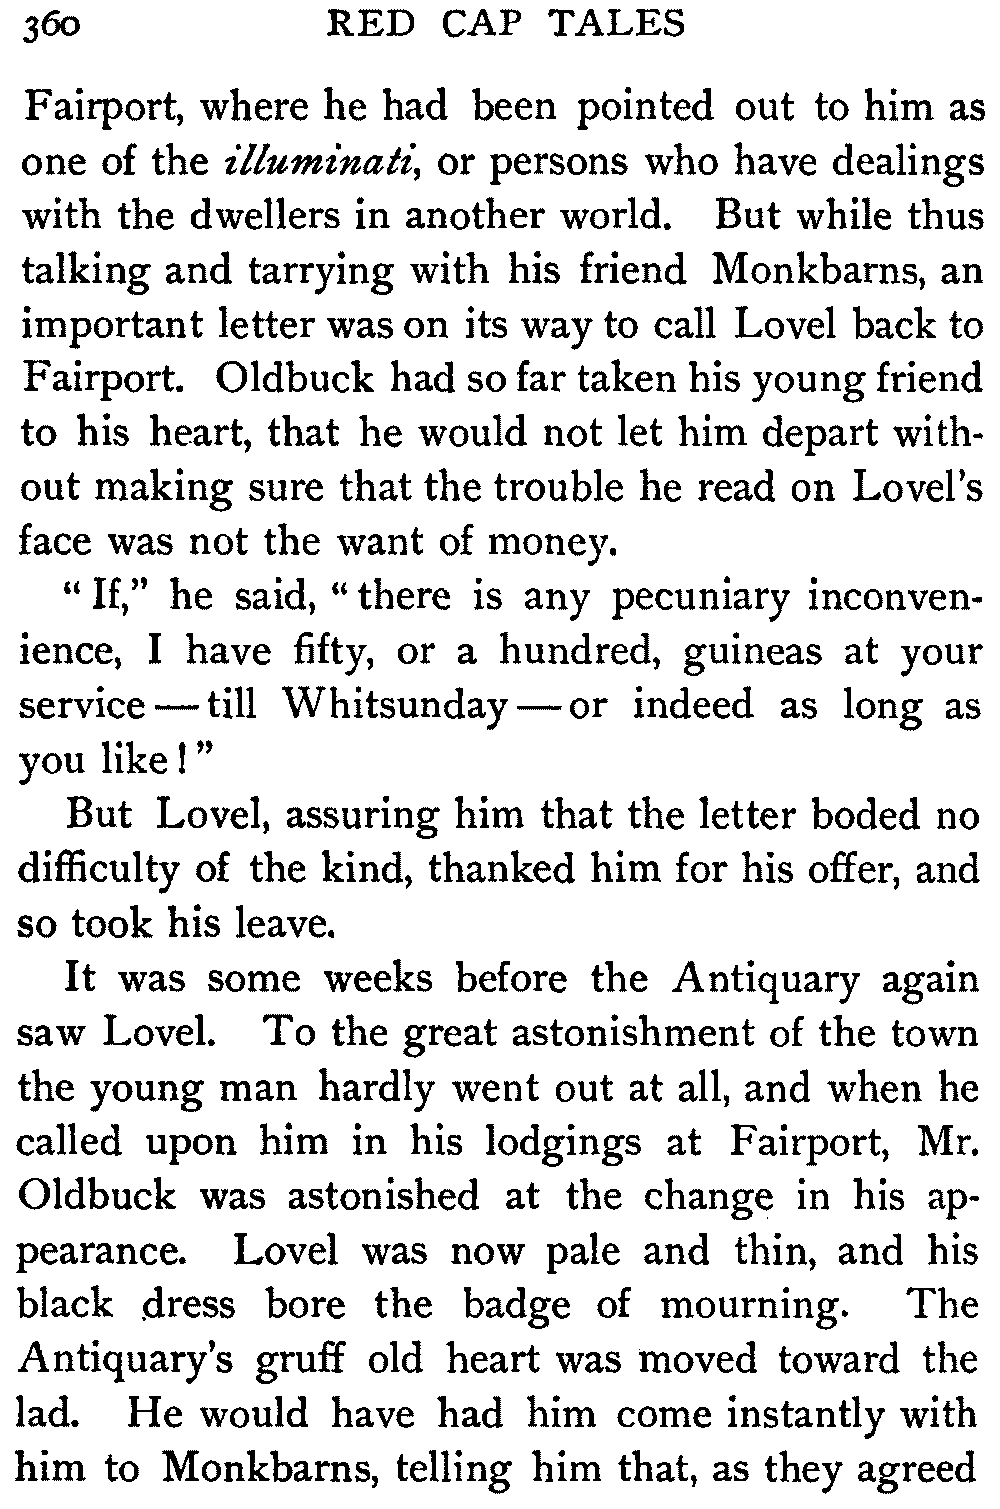 360 RED CAP TALES
Fairport, where he had been pointed out to him as
one of the illuminati, or persons who have dealings
with the dwellers in another world. But while thus
talking and tarrying with his friend Monkbarns, an
important letter was on its way to call Lovel back to
Fairport. Oldbuck had so far taken his young friend
to his heart, that he would not let him depart with-
out making sure that the trouble he read on Lovel's
face was not the want of money.
"If," he said, "there is any pecuniary inconven-
ience, I have fifty, or a hundred, guineas at your
service — till Whitsunday — or indeed as long as
you like!"
But Lovel, assuring him that the letter boded no
difficulty of the kind, thanked him for his offer, and
so took his leave.
It was some weeks before the Antiquary again
saw Lovel. To the great astonishment of the town
the young man hardly went out at all, and when he
called upon him in his lodgings at Fairport, Mr.
Oldbuck was astonished at the change in his ap-
pearance. Lovel was now pale and thin, and his
black dress bore the badge of mourning. The
Antiquary's gruff old heart was moved toward the
lad. He would have had him come instantly with
him to Monkbarns, telling him that, as they agreed